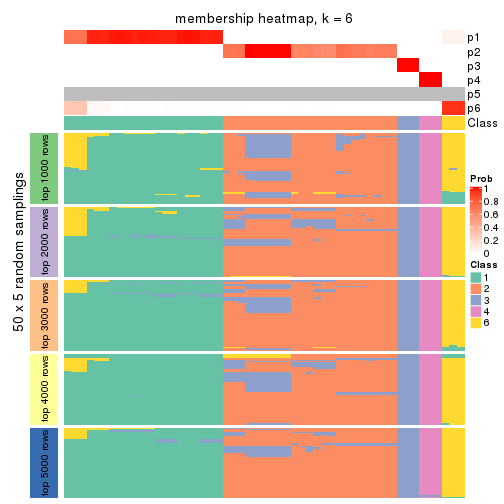 membership heatmap, k = 6
p1
p2
p3
p4
p5
p6
Class
50 x 5 random samplings
top 1000 rows
top 2000 rows
top 3000 rows
top 4000 rows
top 5000 rows
Prob
1
0.8
0.6
0.4
0.2
0
Class
1
2
3
4
6